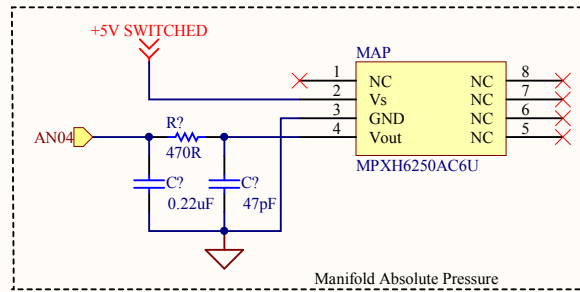 +5V SWITCHED
MAP
1 NC NC 8
2 Vs NC 7
3 GND NC 6
4 Vout NC 5
MPXH6250AC6U
AN04
R?
470R
C?
0.22uF
C?
47pF
Manifold Absolute Pressure